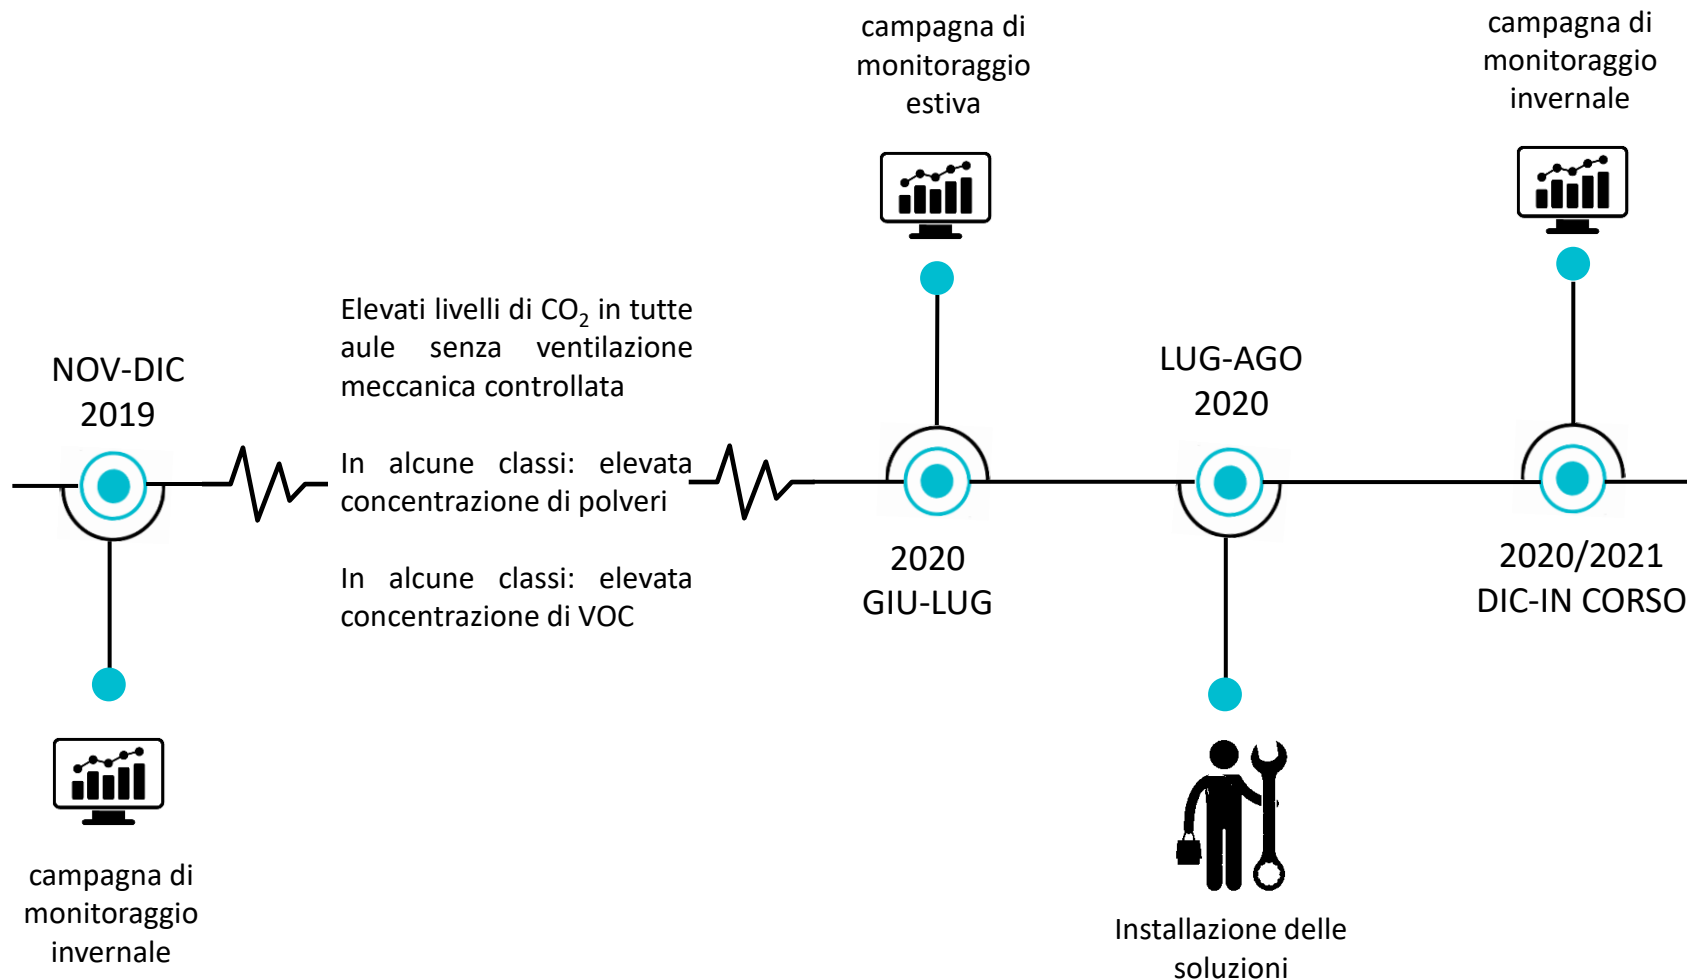 NOV-DIC
2019
campagna di
monitoraggio
invernale
Elevati livelli di CO₂ in tutte
aule senza ventilazione
meccanica controllata
In alcune classi: elevata
concentrazione di polveri
In alcune classi: elevata
concentrazione di VOC
campagna di
monitoraggio
estiva
2020
GIU-LUG
LUG-AGO
2020
Installazione delle
soluzioni
campagna di
monitoraggio
invernale
2020/2021
DIC-IN CORSO